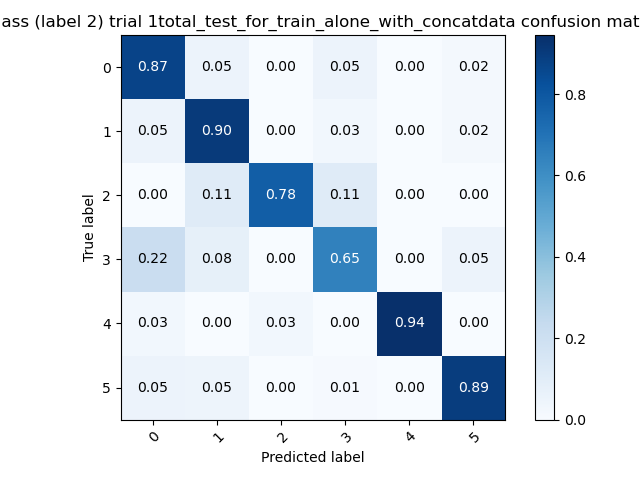 ass (label 2) trial 1total_test_for_train_alone_with_concatdata confusion mat
0 0.87 0.05 0.00 0.05 0.00 0.02
1 0.05 0.90 0.00 0.03 0.00 0.02
2 0.00 0.11 0.78 0.11 0.00 0.00
3 0.22 0.08 0.00 0.65 0.00 0.05
4 0.03 0.00 0.03 0.00 0.94 0.00
5 0.05 0.05 0.00 0.01 0.00 0.89
0 1 2 3 4 5
True label
Predicted label
0.8
0.6
0.4
0.2
0.0